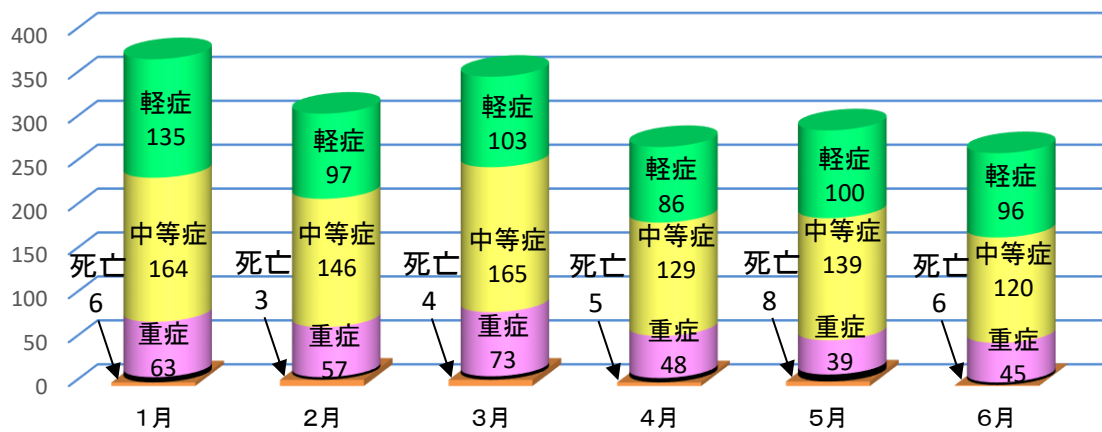 400
350
300
250
200
150
100
50
0
軽症
135
中等症
164
重症
63
死亡
6
1月
軽症
97
中等症
146
重症
57
死亡
3
2月
軽症
103
中等症
165
重症
73
死亡
4
3月
軽症
86
中等症
129
重症
48
死亡
5
4月
軽症
100
中等症
139
重症
39
死亡
8
5月
軽症
96
中等症
120
重症
45
死亡
6
6月